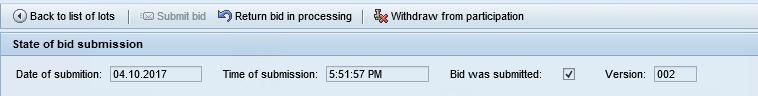 Back to list of lots Submit bid Return bid in processing Withdraw from participation
State of bid submission
Date of submition: 04.10.2017 Time of submission: 5:51:57 PM Bid was submitted: Version: 002